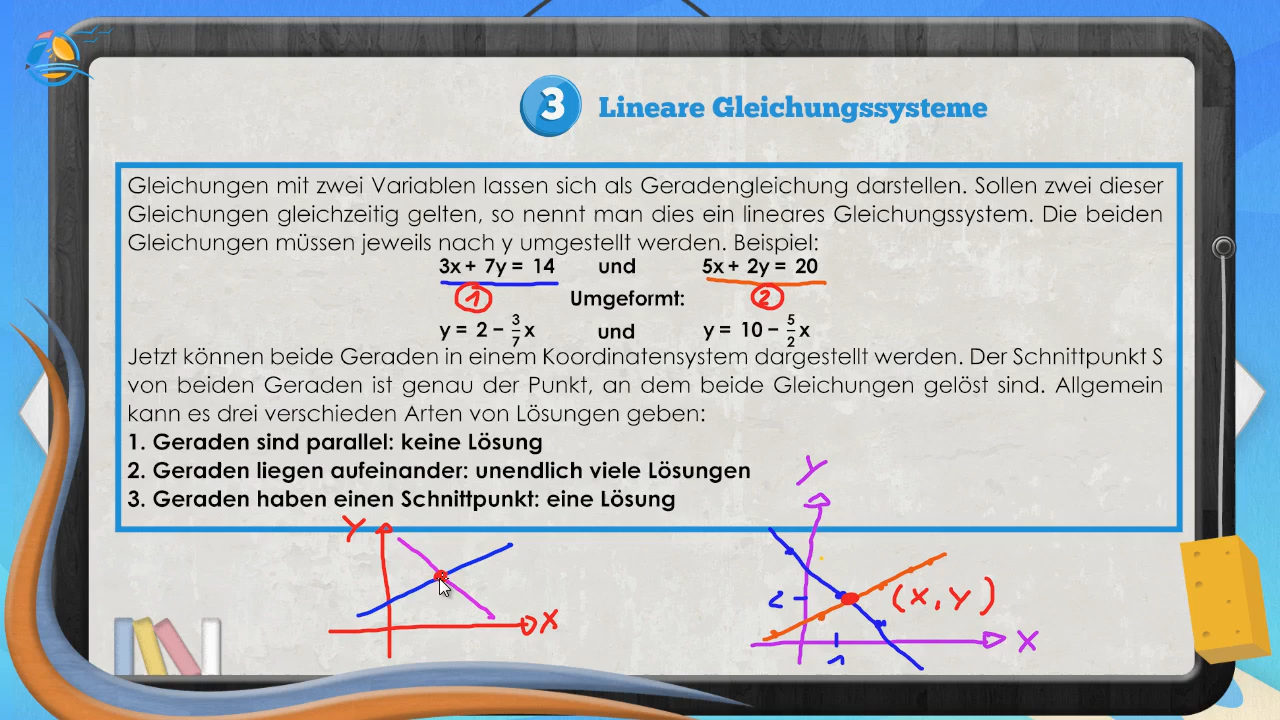 3 Lineare Gleichungssysteme
Gleichungen mit zwei Variablen lassen sich als Geradengleichung darstellen. Sollen zwei dieser
Gleichungen gleichzeitig gelten, so nennt man dies ein lineares Gleichungssystem. Die beiden
Gleichungen müssen jeweils nach y umgestellt werden. Beispiel:
3x + 7y = 14 und 5x + 2y = 20
1 Umgeformt: 2
y = 2 − 3/7 x und y = 10 − 5/2 x
Jetzt können beide Geraden in einem Koordinatensystem dargestellt werden. Der Schnittpunkt S
von beiden Geraden ist genau der Punkt, an dem beide Gleichungen gelöst sind. Allgemein
kann es drei verschieden Arten von Lösungen geben:
1. Geraden sind parallel: keine Lösung
2. Geraden liegen aufeinander: unendlich viele Lösungen
3. Geraden haben einen Schnittpunkt: eine Lösung
Y
X
Y
2
(X, Y)
X
1